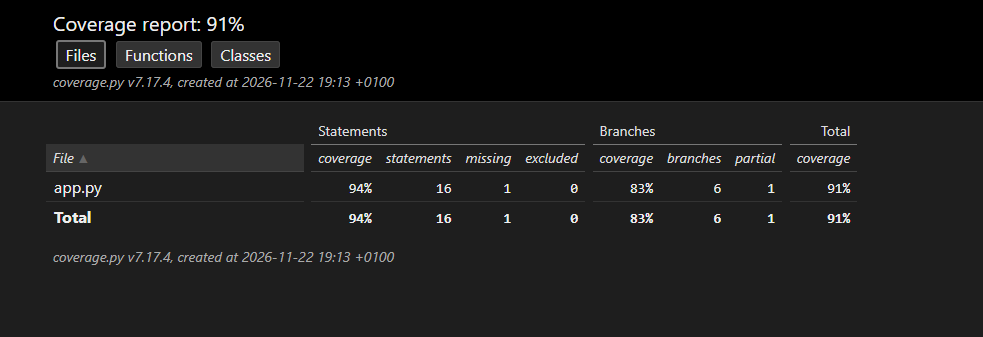 Coverage report: 91%
Files Functions Classes
coverage.py v7.17.4, created at 2026-11-22 19:13 +0100
Statements Branches Total
File ▲ coverage statements missing excluded coverage branches partial coverage
app.py 94% 16 1 0 83% 6 1 91%
Total 94% 16 1 0 83% 6 1 91%
coverage.py v7.17.4, created at 2026-11-22 19:13 +0100